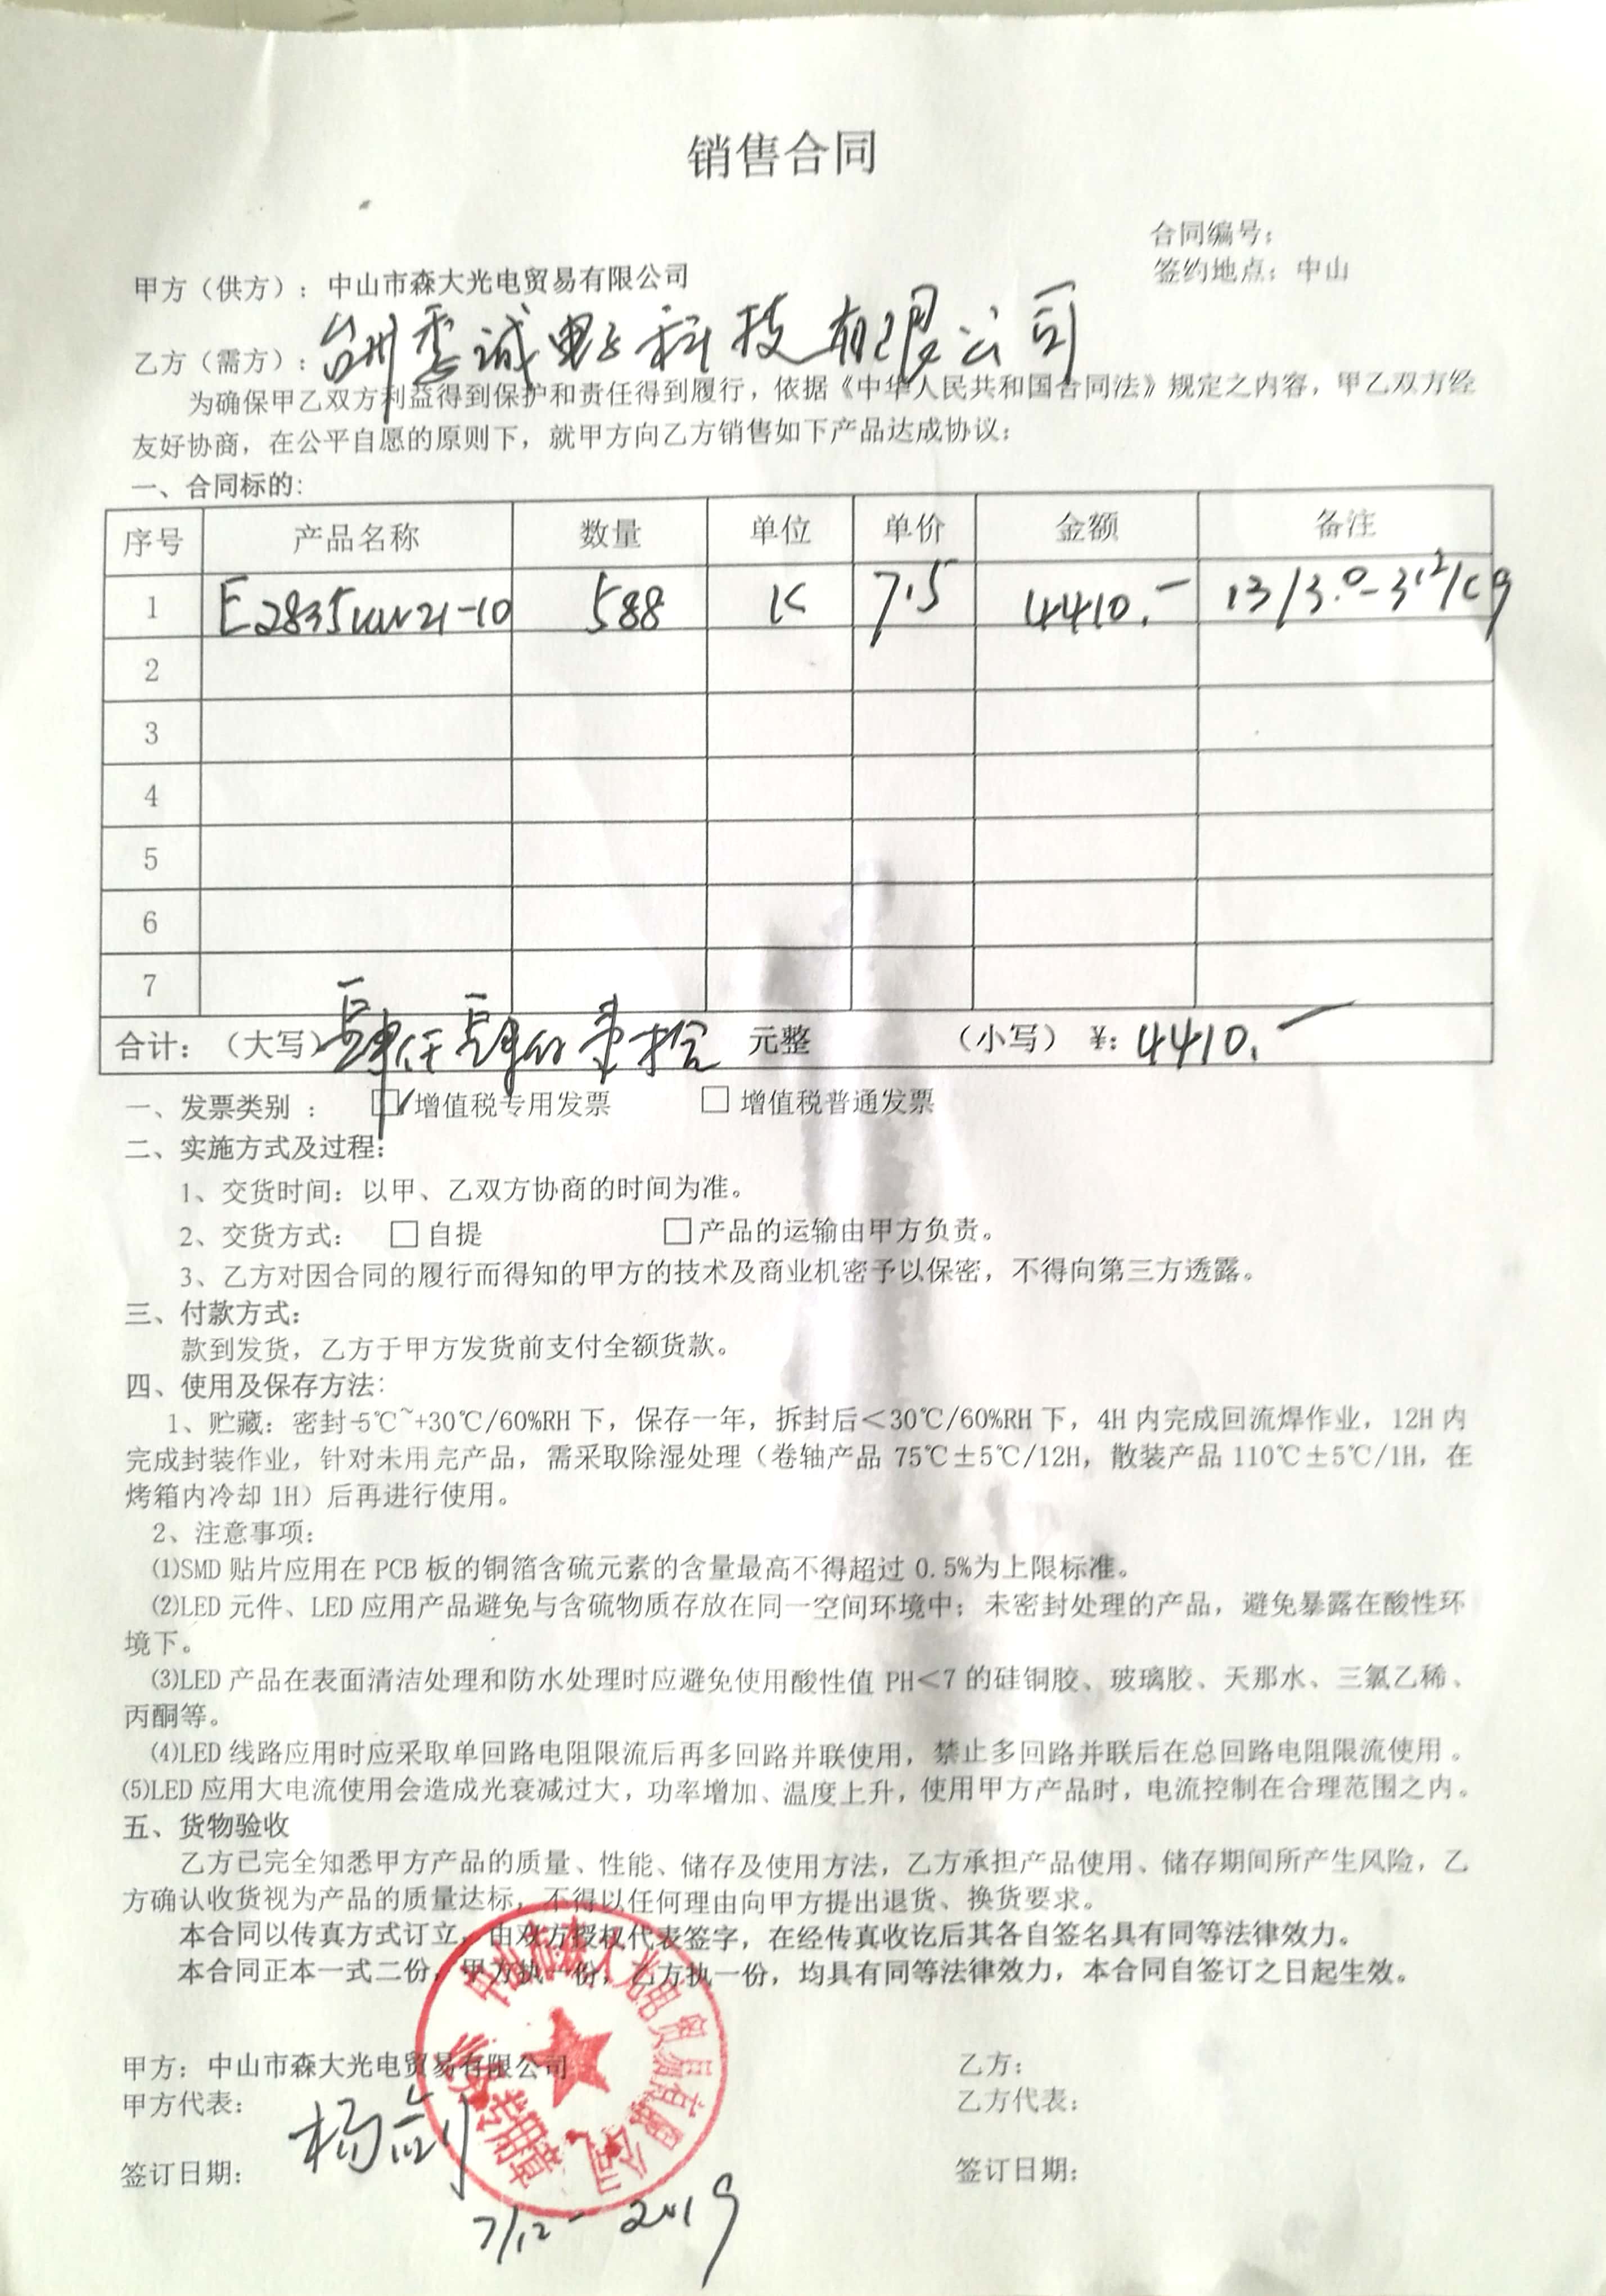 销售合同
合同编号：
签约地点：中山
甲方（供方）：中山市森大光电贸易有限公司
乙方（需方）：台州秀诚电子科技有限公司
为确保甲乙双方利益得到保护和责任得到履行，依据《中华人民共和国合同法》规定之内容，甲乙双方经
友好协商，在公平自愿的原则下，就甲方向乙方销售如下产品达成协议：
一、合同标的：
序号 产品名称 数量 单位 单价 金额 备注
1 588 K 7.5 4410.-
2
3
4
5
6
7
合计：（大写）肆仟肆佰壹拾 元整 （小写）¥：4410.-
一、发票类别 ： ☑增值税专用发票 □ 增值税普通发票
二、实施方式及过程：
1、交货时间：以甲、乙双方协商的时间为准。
2、交货方式： □ 自提 □产品的运输由甲方负责。
3、乙方对因合同的履行而得知的甲方的技术及商业机密予以保密，不得向第三方透露。
三、付款方式：
款到发货，乙方于甲方发货前支付全额货款。
四、使用及保存方法：
1、贮藏：密封-5℃~+30℃/60%RH 下，保存一年，拆封后＜30℃/60%RH 下，4H 内完成回流焊作业，12H 内
完成封装作业，针对未用完产品，需采取除湿处理（卷轴产品 75℃±5℃/12H，散装产品 110℃±5℃/1H，在
烤箱内冷却 1H）后再进行使用。
2、注意事项：
⑴SMD 贴片应用在 PCB 板的铜箔含硫元素的含量最高不得超过 0.5%为上限标准。
⑵LED 元件、LED 应用产品避免与含硫物质存放在同一空间环境中；未密封处理的产品，避免暴露在酸性环
境下。
⑶LED 产品在表面清洁处理和防水处理时应避免使用酸性值 PH＜7 的硅铜胶、玻璃胶、天那水、三氯乙稀、
丙酮等。
⑷LED 线路应用时应采取单回路电阻限流后再多回路并联使用，禁止多回路并联后在总回路电阻限流使用 。
⑸LED 应用大电流使用会造成光衰减过大，功率增加、温度上升，使用甲方产品时，电流控制在合理范围之内。
五、货物验收
乙方已完全知悉甲方产品的质量、性能、储存及使用方法，乙方承担产品使用、储存期间所产生风险，乙
方确认收货视为产品的质量达标，不得以任何理由向甲方提出退货、换货要求。
本合同以传真方式订立，由双方授权代表签字，在经传真收讫后其各自签名具有同等法律效力。
本合同正本一式二份，甲方执一份，乙方执一份，均具有同等法律效力，本合同自签订之日起生效。
甲方：中山市森大光电贸易有限公司
乙方：
甲方代表：
乙方代表：
签订日期：
7/12-2019
签订日期：